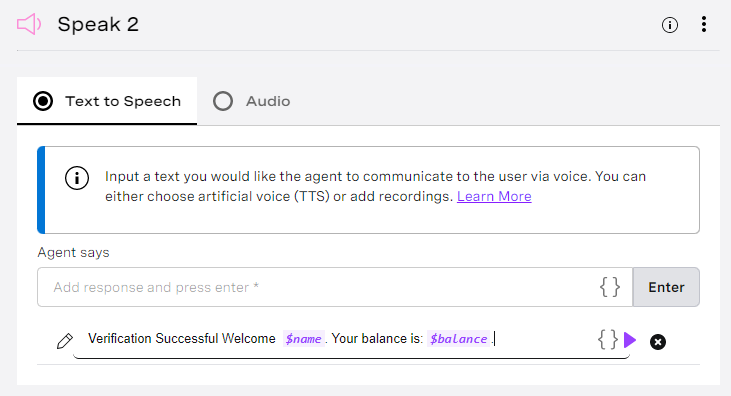 Speak 2
Text to Speech
Audio
Input a text you would like the agent to communicate to the user via voice. You can
either choose artificial voice (TTS) or add recordings. Learn More
Agent says
Add response and press enter *
{ }
Enter
Verification Successful Welcome $name. Your balance is: $balance.
{ }